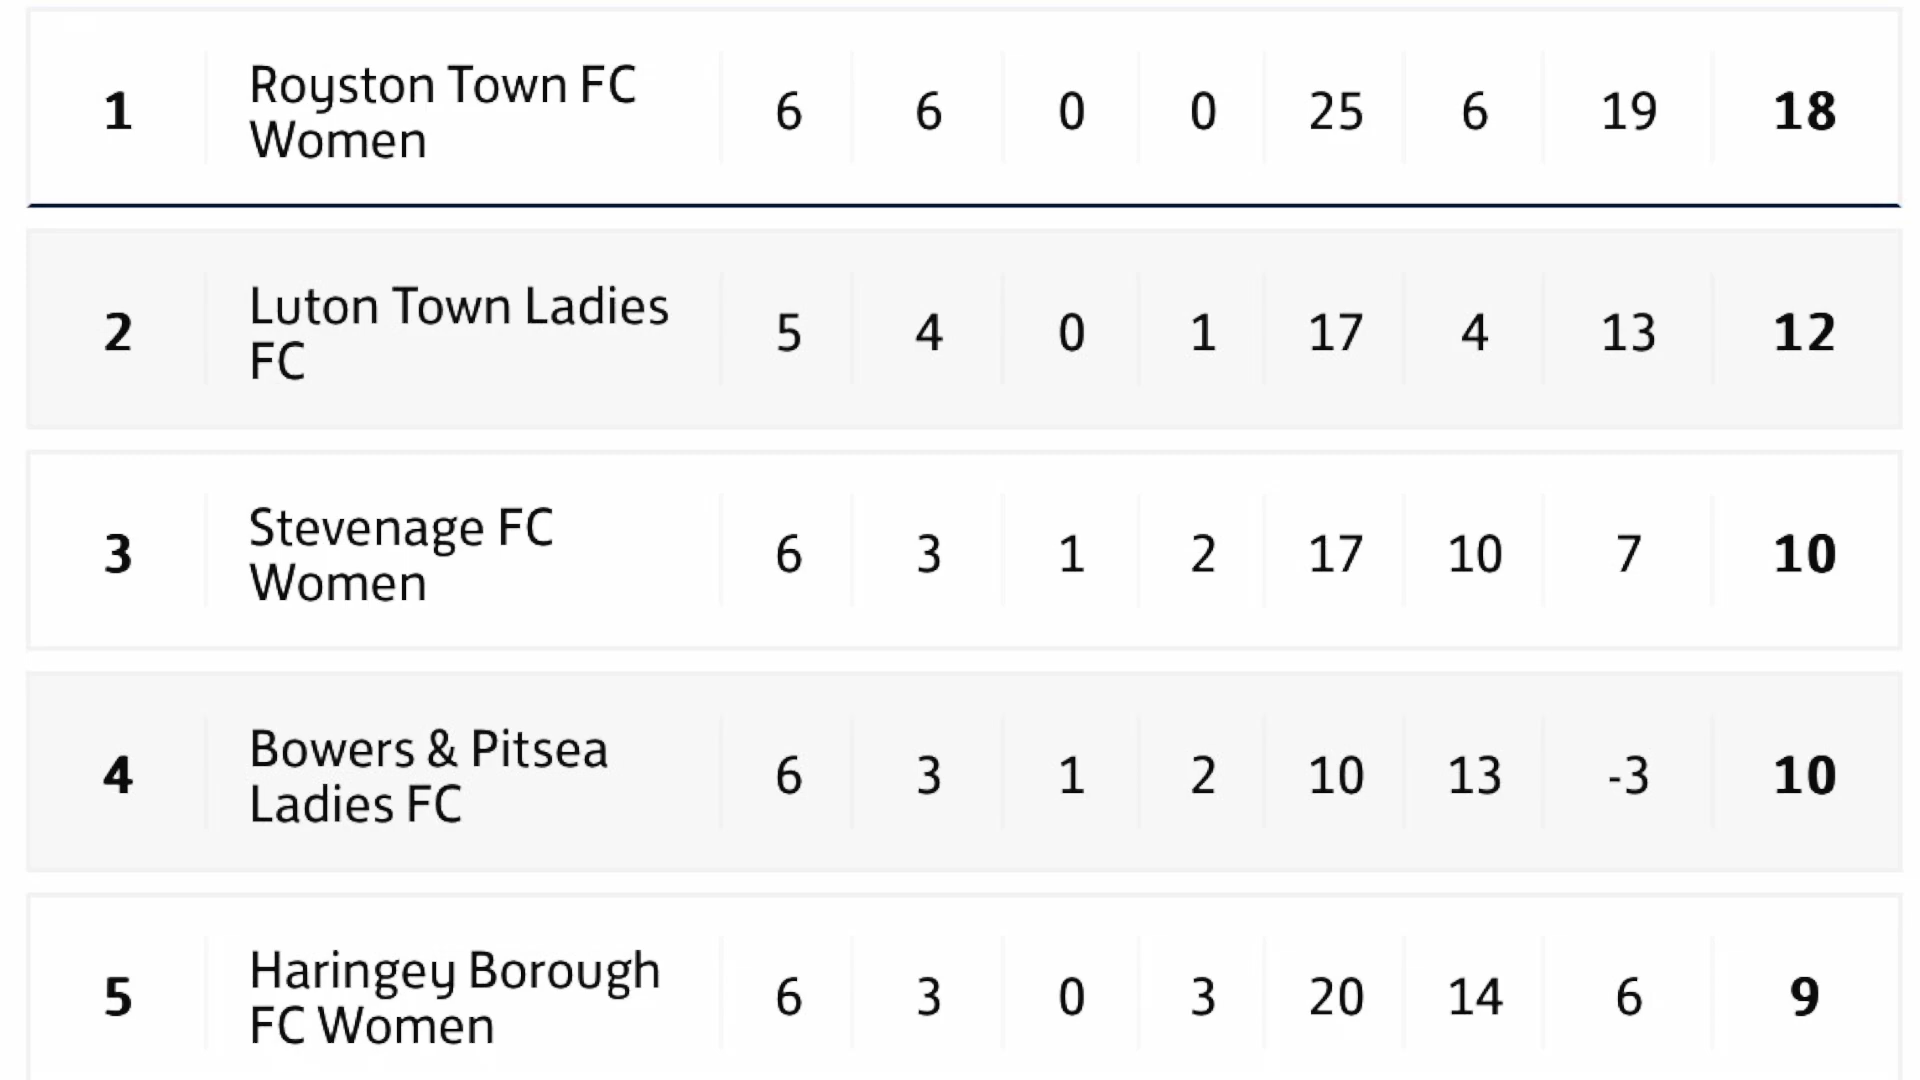 1 Royston Town FC Women 6 6 0 0 25 6 19 18
2 Luton Town Ladies FC 5 4 0 1 17 4 13 12
3 Stevenage FC Women 6 3 1 2 17 10 7 10
4 Bowers & Pitsea Ladies FC 6 3 1 2 10 13 -3 10
5 Haringey Borough FC Women 6 3 0 3 20 14 6 9